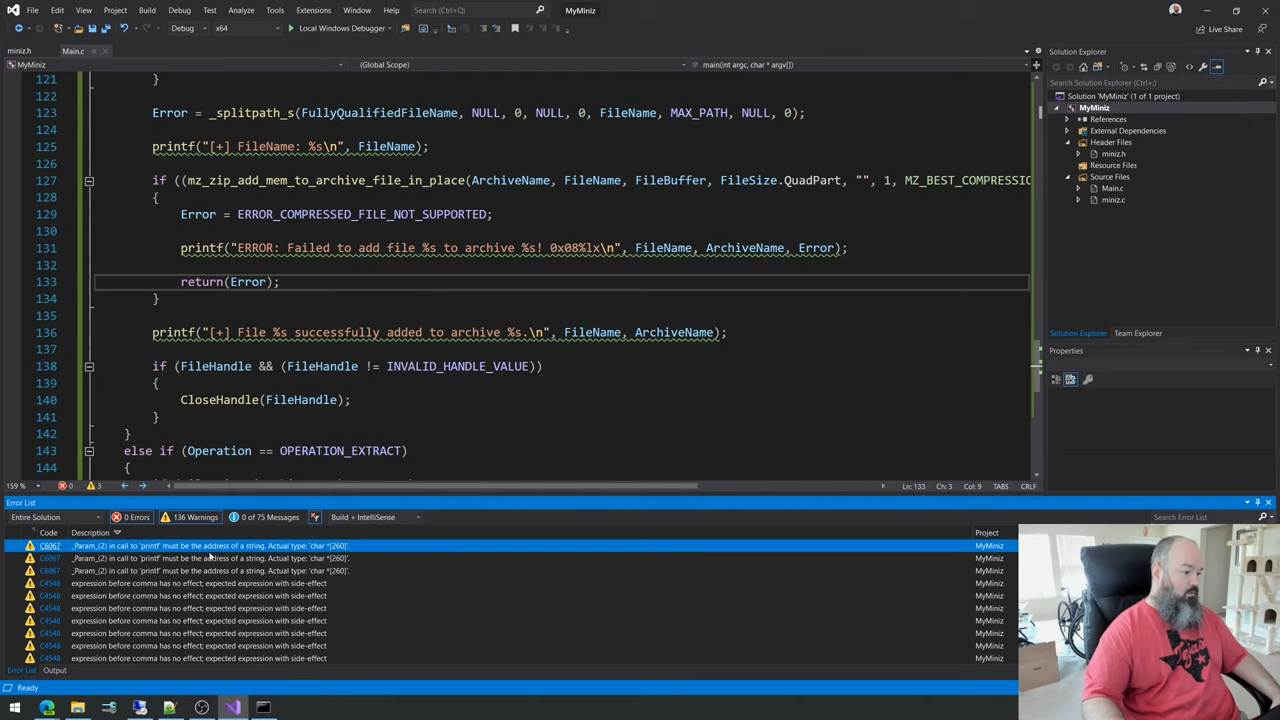 File Edit View Project Build Debug Test Analyze Tools Extensions Window Help Search (Ctrl+Q) MyMiniz
Debug x64 Local Windows Debugger Live Share
miniz.h Main.c
MyMiniz (Global Scope) main(int argc, char * argv[])
121 }
122
123 Error = _splitpath_s(FullyQualifiedFileName, NULL, 0, NULL, 0, FileName, MAX_PATH, NULL, 0);
124
125 printf("[+] FileName: %s\n", FileName);
126
127 if ((mz_zip_add_mem_to_archive_file_in_place(ArchiveName, FileName, FileBuffer, FileSize.QuadPart, "", 1, MZ_BEST_COMPRESSIO
128 {
129 Error = ERROR_COMPRESSED_FILE_NOT_SUPPORTED;
130
131 printf("ERROR: Failed to add file %s to archive %s! 0x08%lx\n", FileName, ArchiveName, Error);
132
133 return(Error);
134 }
135
136 printf("[+] File %s successfully added to archive %s.\n", FileName, ArchiveName);
137
138 if (FileHandle && (FileHandle != INVALID_HANDLE_VALUE))
139 {
140 CloseHandle(FileHandle);
141 }
142 }
143 else if (Operation == OPERATION_EXTRACT)
144 {
159 % 0 3 Ln: 133 Ch: 3 Col: 9 TABS CRLF
Solution Explorer
Search Solution Explorer (Ctrl+;)
Solution 'MyMiniz' (1 of 1 project)
MyMiniz
References
External Dependencies
Header Files
miniz.h
Resource Files
Source Files
Main.c
miniz.c
Solution Explorer Team Explorer
Properties
Error List
Entire Solution 0 Errors 136 Warnings 0 of 75 Messages Build + IntelliSense Search Error List
Code Description Project
C6067 _Param_(2) in call to 'printf' must be the address of a string. Actual type: 'char *[260]'. MyMiniz
C6067 _Param_(2) in call to 'printf' must be the address of a string. Actual type: 'char *[260]'. MyMiniz
C6067 _Param_(2) in call to 'printf' must be the address of a string. Actual type: 'char *[260]'. MyMiniz
C4548 expression before comma has no effect; expected expression with side-effect MyMiniz
C4548 expression before comma has no effect; expected expression with side-effect MyMiniz
C4548 expression before comma has no effect; expected expression with side-effect MyMiniz
C4548 expression before comma has no effect; expected expression with side-effect MyMiniz
C4548 expression before comma has no effect; expected expression with side-effect MyMiniz
C4548 expression before comma has no effect; expected expression with side-effect MyMiniz
C4548 expression before comma has no effect; expected expression with side-effect MyMiniz
Error List Output
Ready